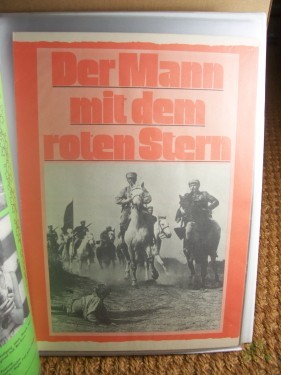 Der Mann
mit dem
roten Stern